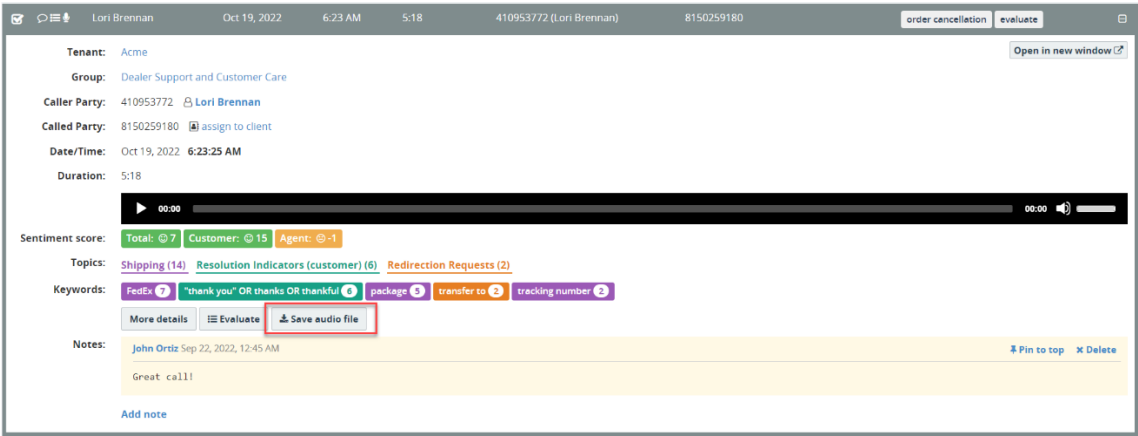 Lori Brennan Oct 19, 2022 6:23 AM 5:18 410953772 (Lori Brennan) 8150259180 order cancellation evaluate
Open in new window
Tenant: Acme
Group: Dealer Support and Customer Care
Caller Party: 410953772 Lori Brennan
Called Party: 8150259180 assign to client
Date/Time: Oct 19, 2022 6:23:25 AM
Duration: 5:18
00:00 00:00
Sentiment score: Total: 7 Customer: 15 Agent: -1
Topics: Shipping (14) Resolution Indicators (customer) (6) Redirection Requests (2)
Keywords: FedEx 7 "thank you" OR thanks OR thankful 6 package 5 transfer to 2 tracking number 2
More details Evaluate Save audio file
Notes: John Ortiz Sep 22, 2022, 12:45 AM Pin to top Delete
Great call!
Add note